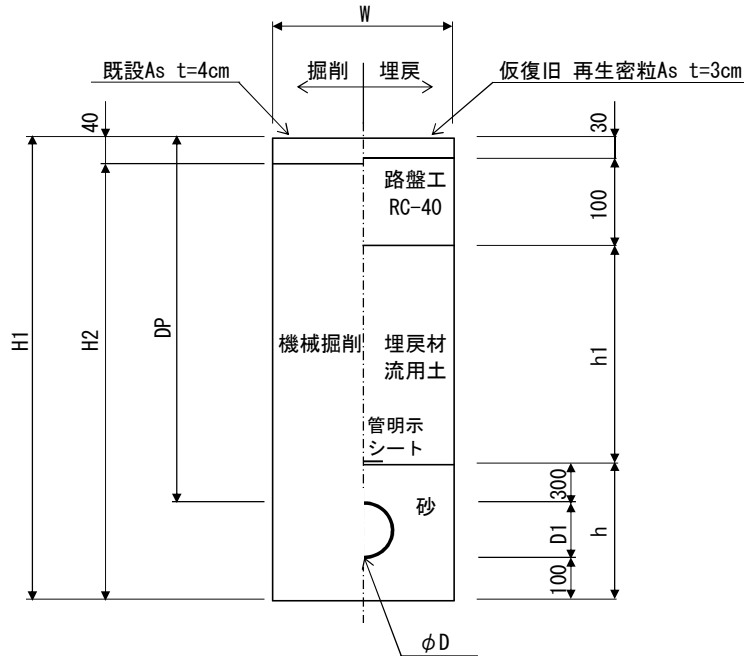 W
掘削 埋戻
既設As t=4cm
仮復旧 再生密粒As t=3cm
40
30
路盤工
RC-40
100
H1
H2
DP
機械掘削
埋戻材
流用土
h1
管明示
シート
砂
300
D1
h
100
φD